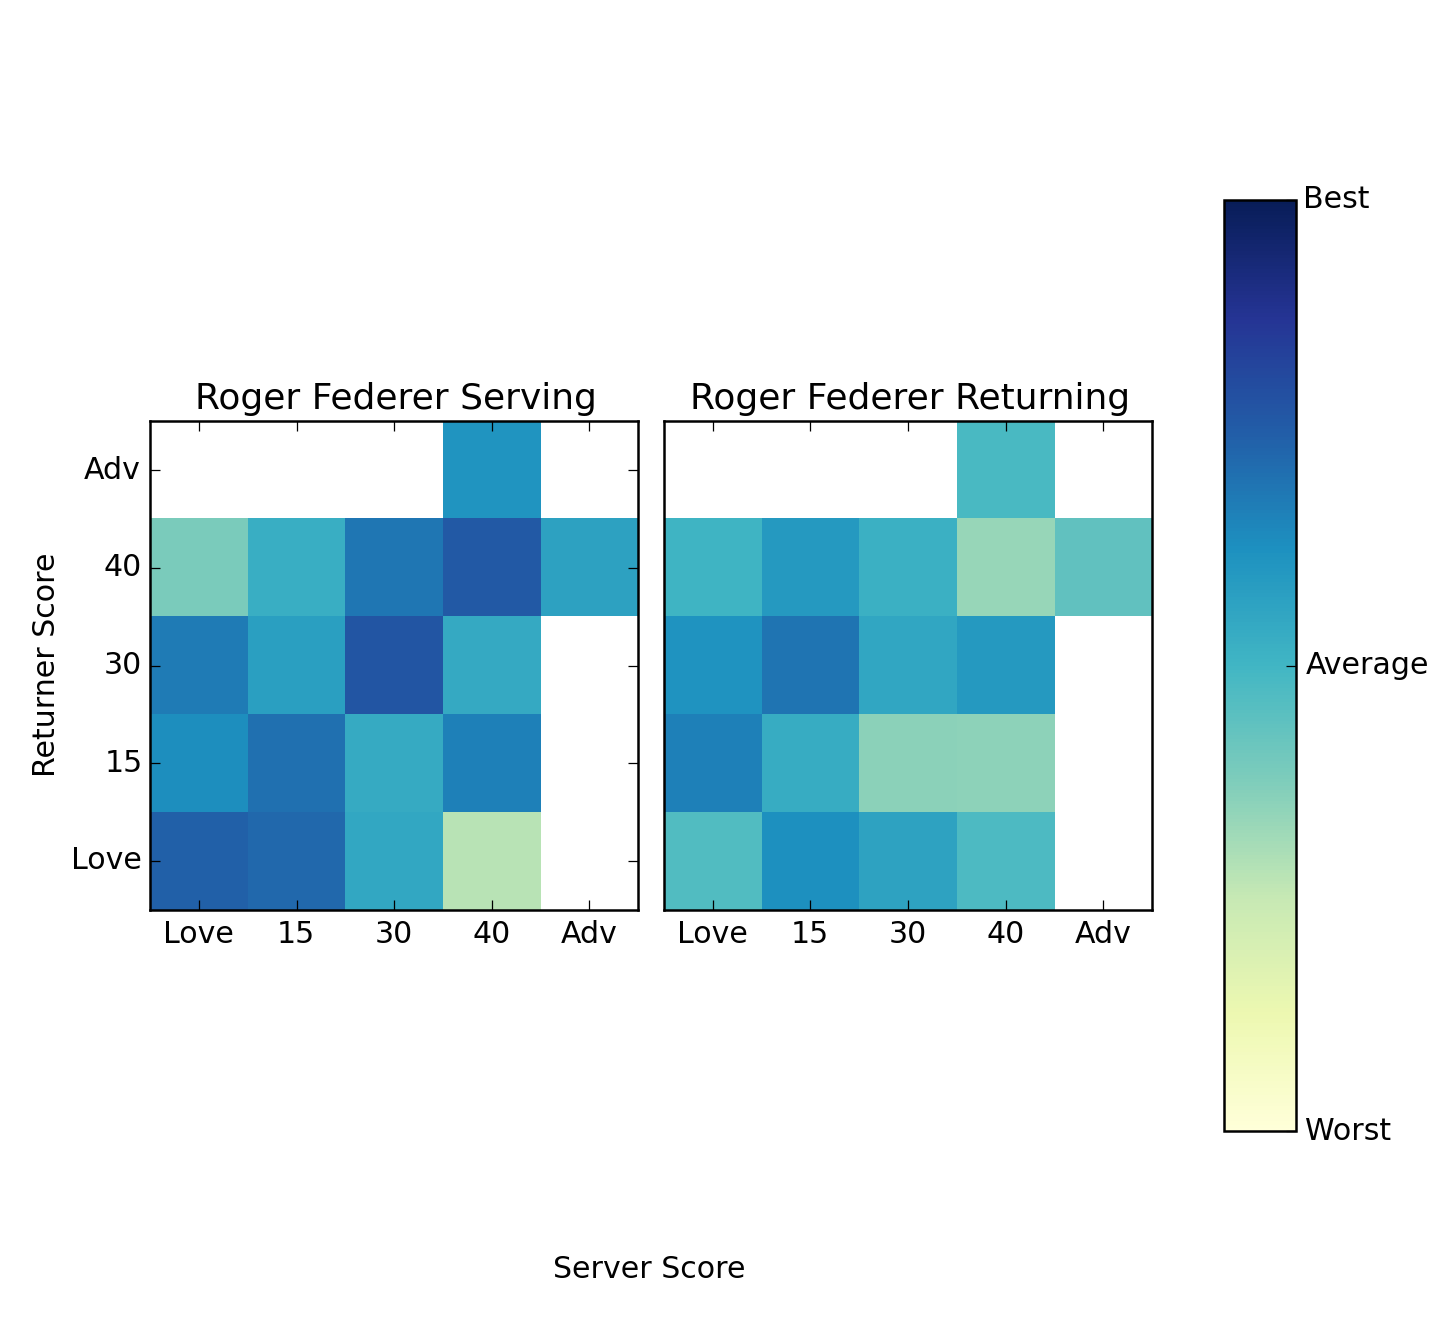 Best
Roger Federer Serving
Roger Federer Returning
Adv
40
30
15
Love
Returner Score
Average
Love 15 30 40 Adv
Love 15 30 40 Adv
Worst
Server Score